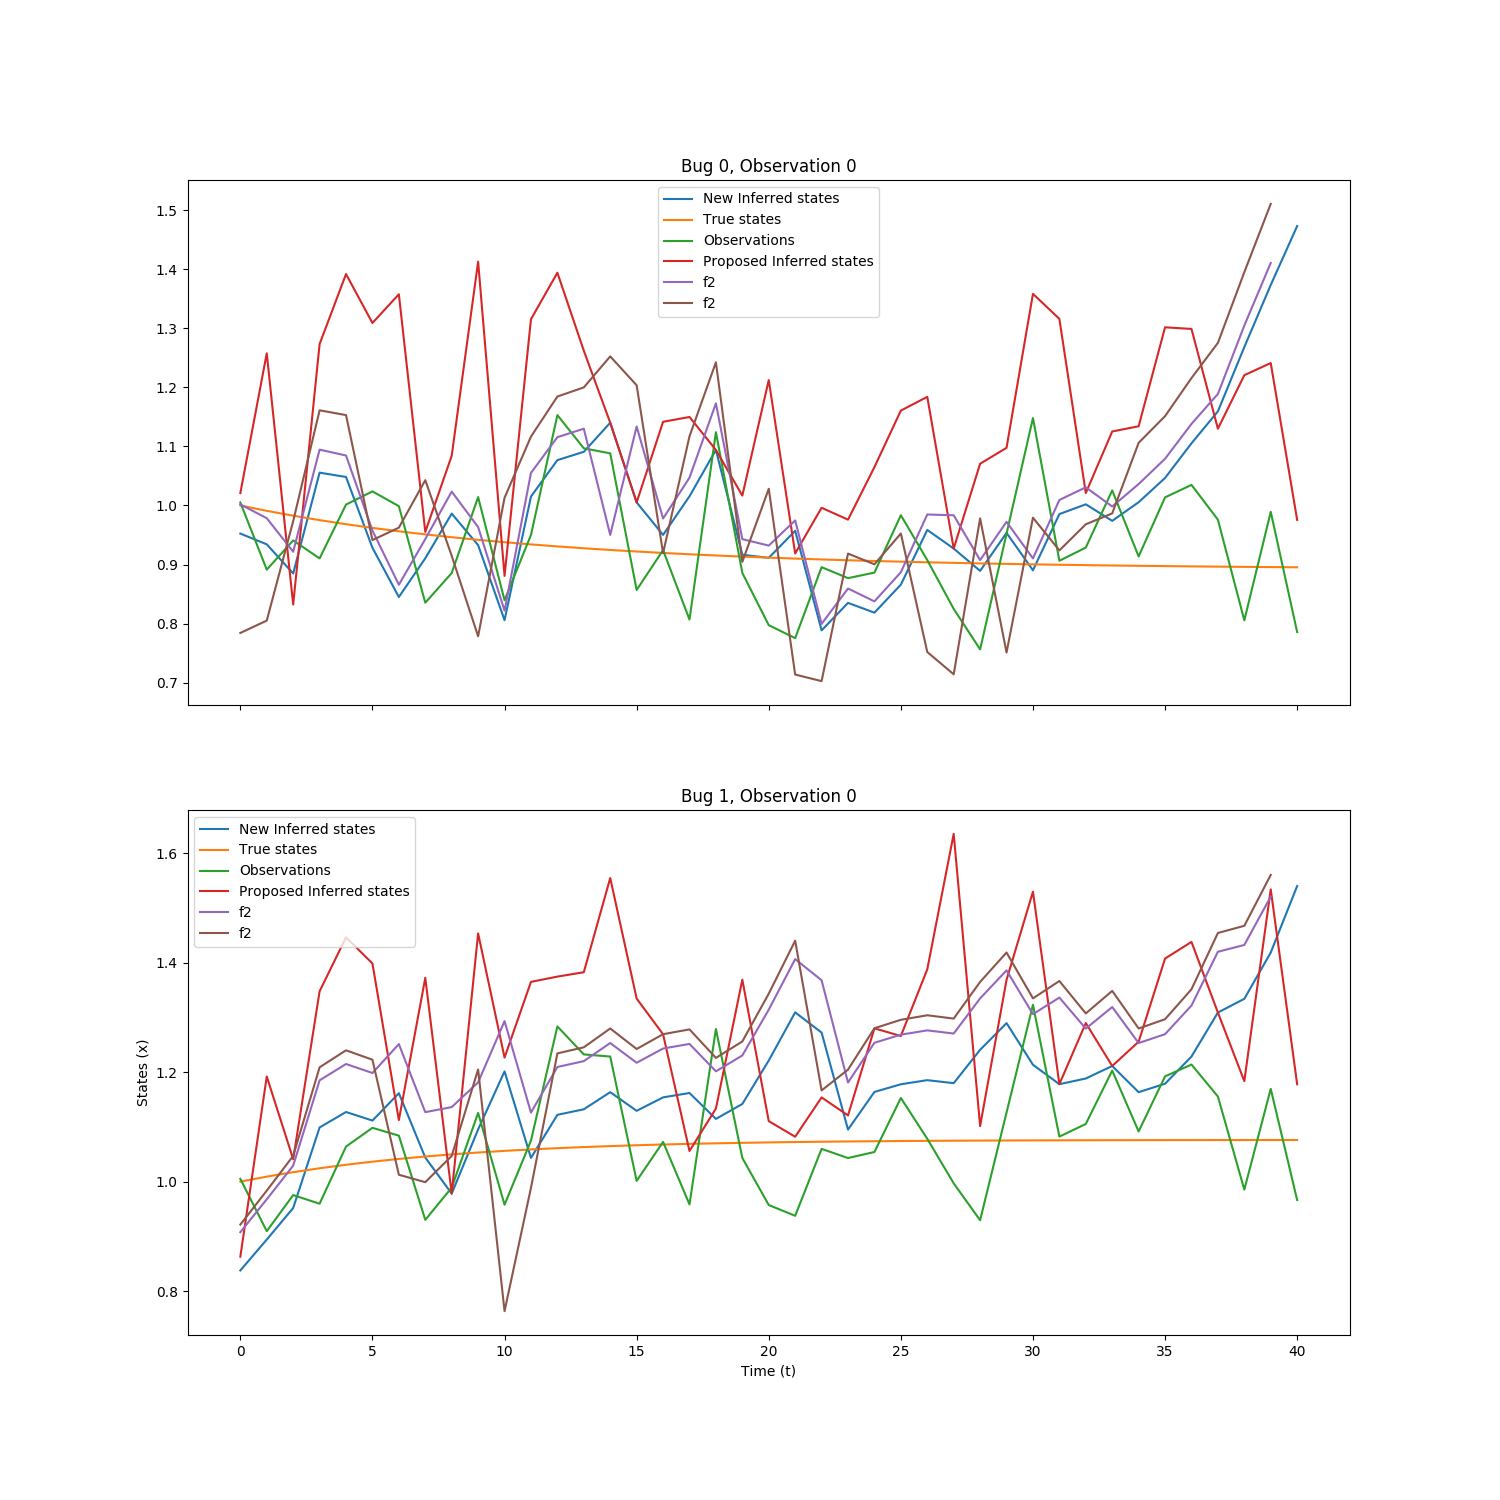 Bug 0, Observation 0
New Inferred states
True states
Observations
Proposed Inferred states
f2
f2
1.5
1.4
1.3
1.2
1.1
1.0
0.9
0.8
0.7
Bug 1, Observation 0
New Inferred states
True states
Observations
Proposed Inferred states
f2
f2
1.6
1.4
1.2
1.0
0.8
States (x)
0 5 10 15 20 25 30 35 40
Time (t)